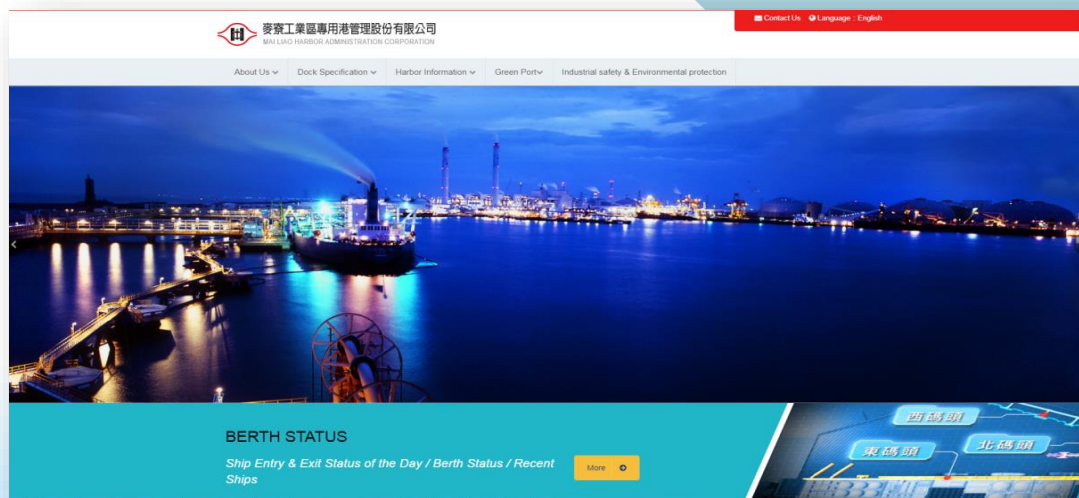 Contact Us Language : English
麥寮工業區專用港管理股份有限公司
MAI LIAO HARBOR ADMINISTRATION CORPORATION
About Us Dock Specification Harbor Information Green Port Industrial safety & Environmental protection
BERTH STATUS
Ship Entry & Exit Status of the Day / Berth Status / Recent
Ships
More
西碼頭
東碼頭
北碼頭